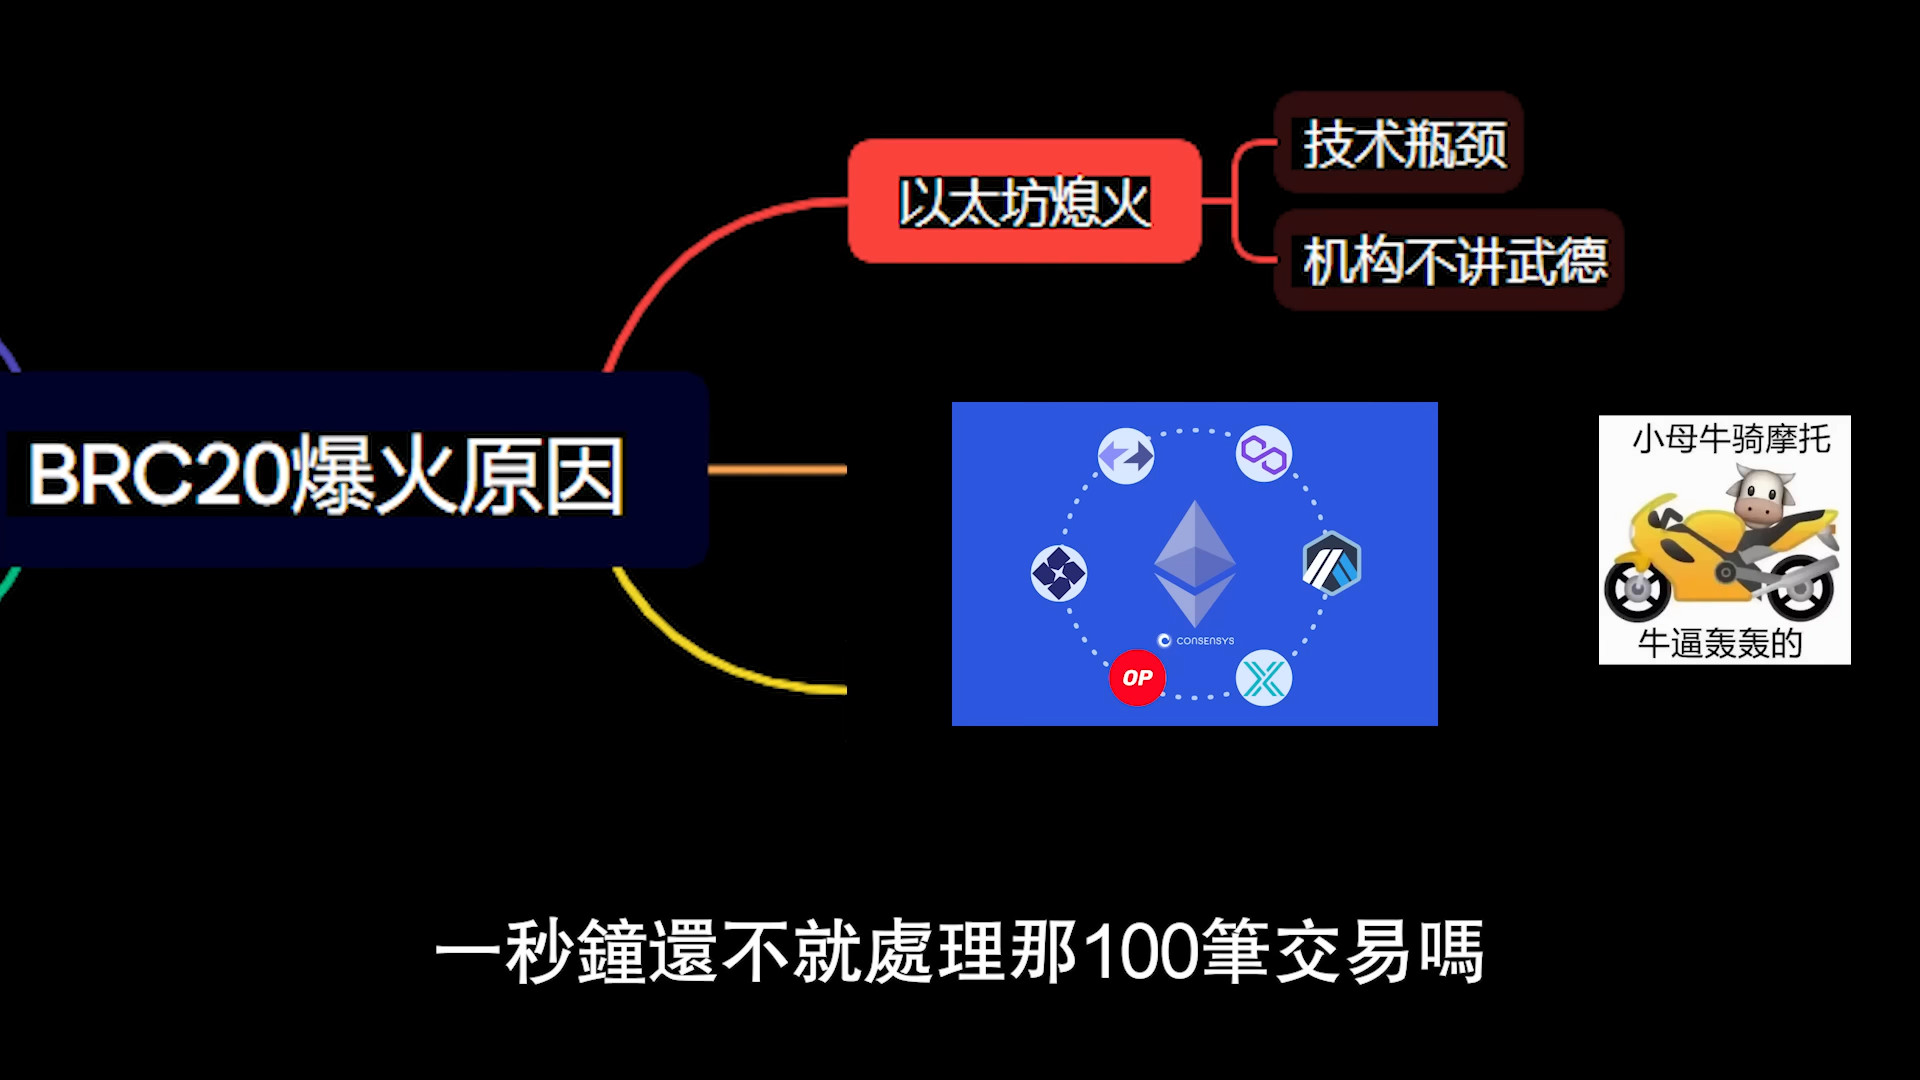 以太坊熄火
技术瓶颈
机构不讲武德
BRC20爆火原因
CONSENSYS
OP
小母牛骑摩托
牛逼轰轰的
一秒鐘還不就處理那100筆交易嗎